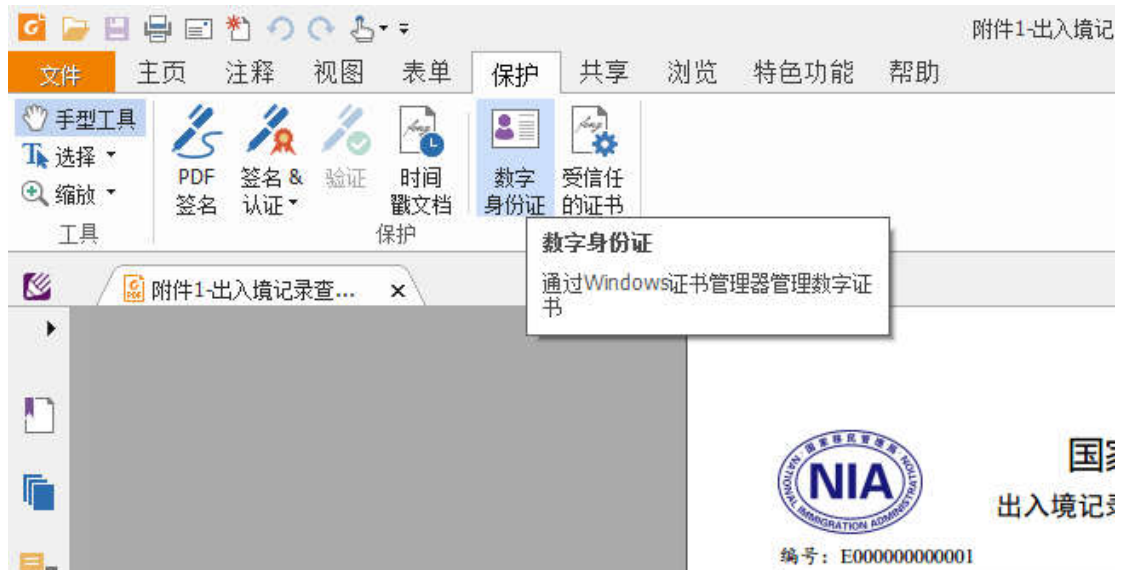 附件1-出入境记
文件 主页 注释 视图 表单 保护 共享 浏览 特色功能 帮助
手型工具
选择
缩放
工具
PDF
签名
签名 &
认证
验证
时间
戳文档
数字
身份证
受信任
的证书
保护
数字身份证
通过Windows证书管理器管理数字证
书
附件1-出入境记录查...
国家移民管理局
NIA
NATIONAL IMMIGRATION ADMINISTRATION
出入境记
编号：E000000000001